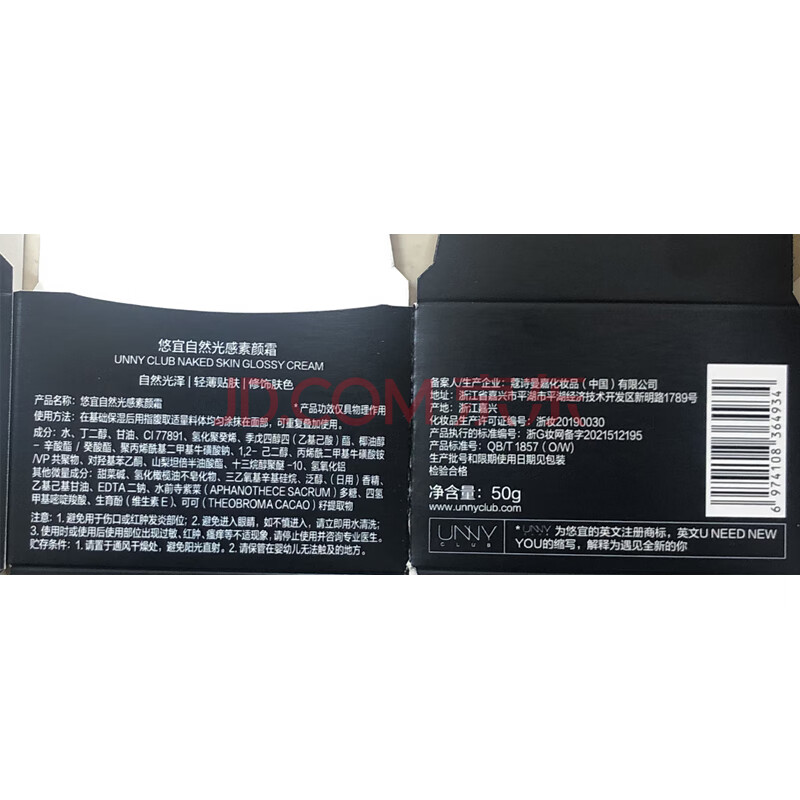 悠宜自然光感素颜霜
UNNY CLUB NAKED SKIN GLOSSY CREAM
自然光泽 | 轻薄贴肤 | 修饰肤色
产品名称：悠宜自然光感素颜霜
*产品功效仅具物理作用
使用方法：在基础保湿后用指腹取适量料体均匀涂抹在面部，可重复叠加使用。
成分：水、丁二醇、甘油、CI 77891、氢化聚癸烯、季戊四醇四（乙基己酸）酯、椰油醇
- 辛酸酯 / 癸酸酯、聚丙烯酰基二甲基牛磺酸钠、1,2- 己二醇、丙烯酰二甲基牛磺酸铵
/VP 共聚物、对羟基苯乙酮、山梨坦倍半油酸酯、十三烷醇聚醚 -10、氢氧化铝
其他微量成分：甜菜碱、氢化橄榄油不皂化物、三乙氧基辛基硅烷、泛醇、（日用）香精、
乙基己基甘油、EDTA 二钠、水前寺紫菜（APHANOTHECE SACRUM）多糖、四氢
甲基嘧啶羧酸、生育酚（维生素 E）、可可（THEOBROMA CACAO）籽提取物
注意：1. 避免用于伤口或红肿发炎部位；2. 避免进入眼睛，如不慎进入，请立即用水清洗；
3. 使用时或使用后使用部位出现过敏、红肿、瘙痒等不适现象，请停止使用并咨询专业医生。
贮存条件：1. 请置于通风干燥处，避免阳光直射。2. 请保管在婴幼儿无法触及的地方。
备案人/生产企业：蔻诗曼嘉化妆品（中国）有限公司
地址：浙江省嘉兴市平湖市平湖经济技术开发区新明路1789号
产地：浙江嘉兴
化妆品生产许可证编号：浙妆20190030
产品执行的标准编号：浙G妆网备字2021512195
产品标准号：QB/T 1857（O/W）
生产批号和限期使用日期见包装
检验合格
净含量：50g
www.unnyclub.com
UNNY
CLUB
* UNNY 为悠宜的英文注册商标，英文U NEED NEW
YOU的缩写，解释为遇见全新的你
6 974108 364934